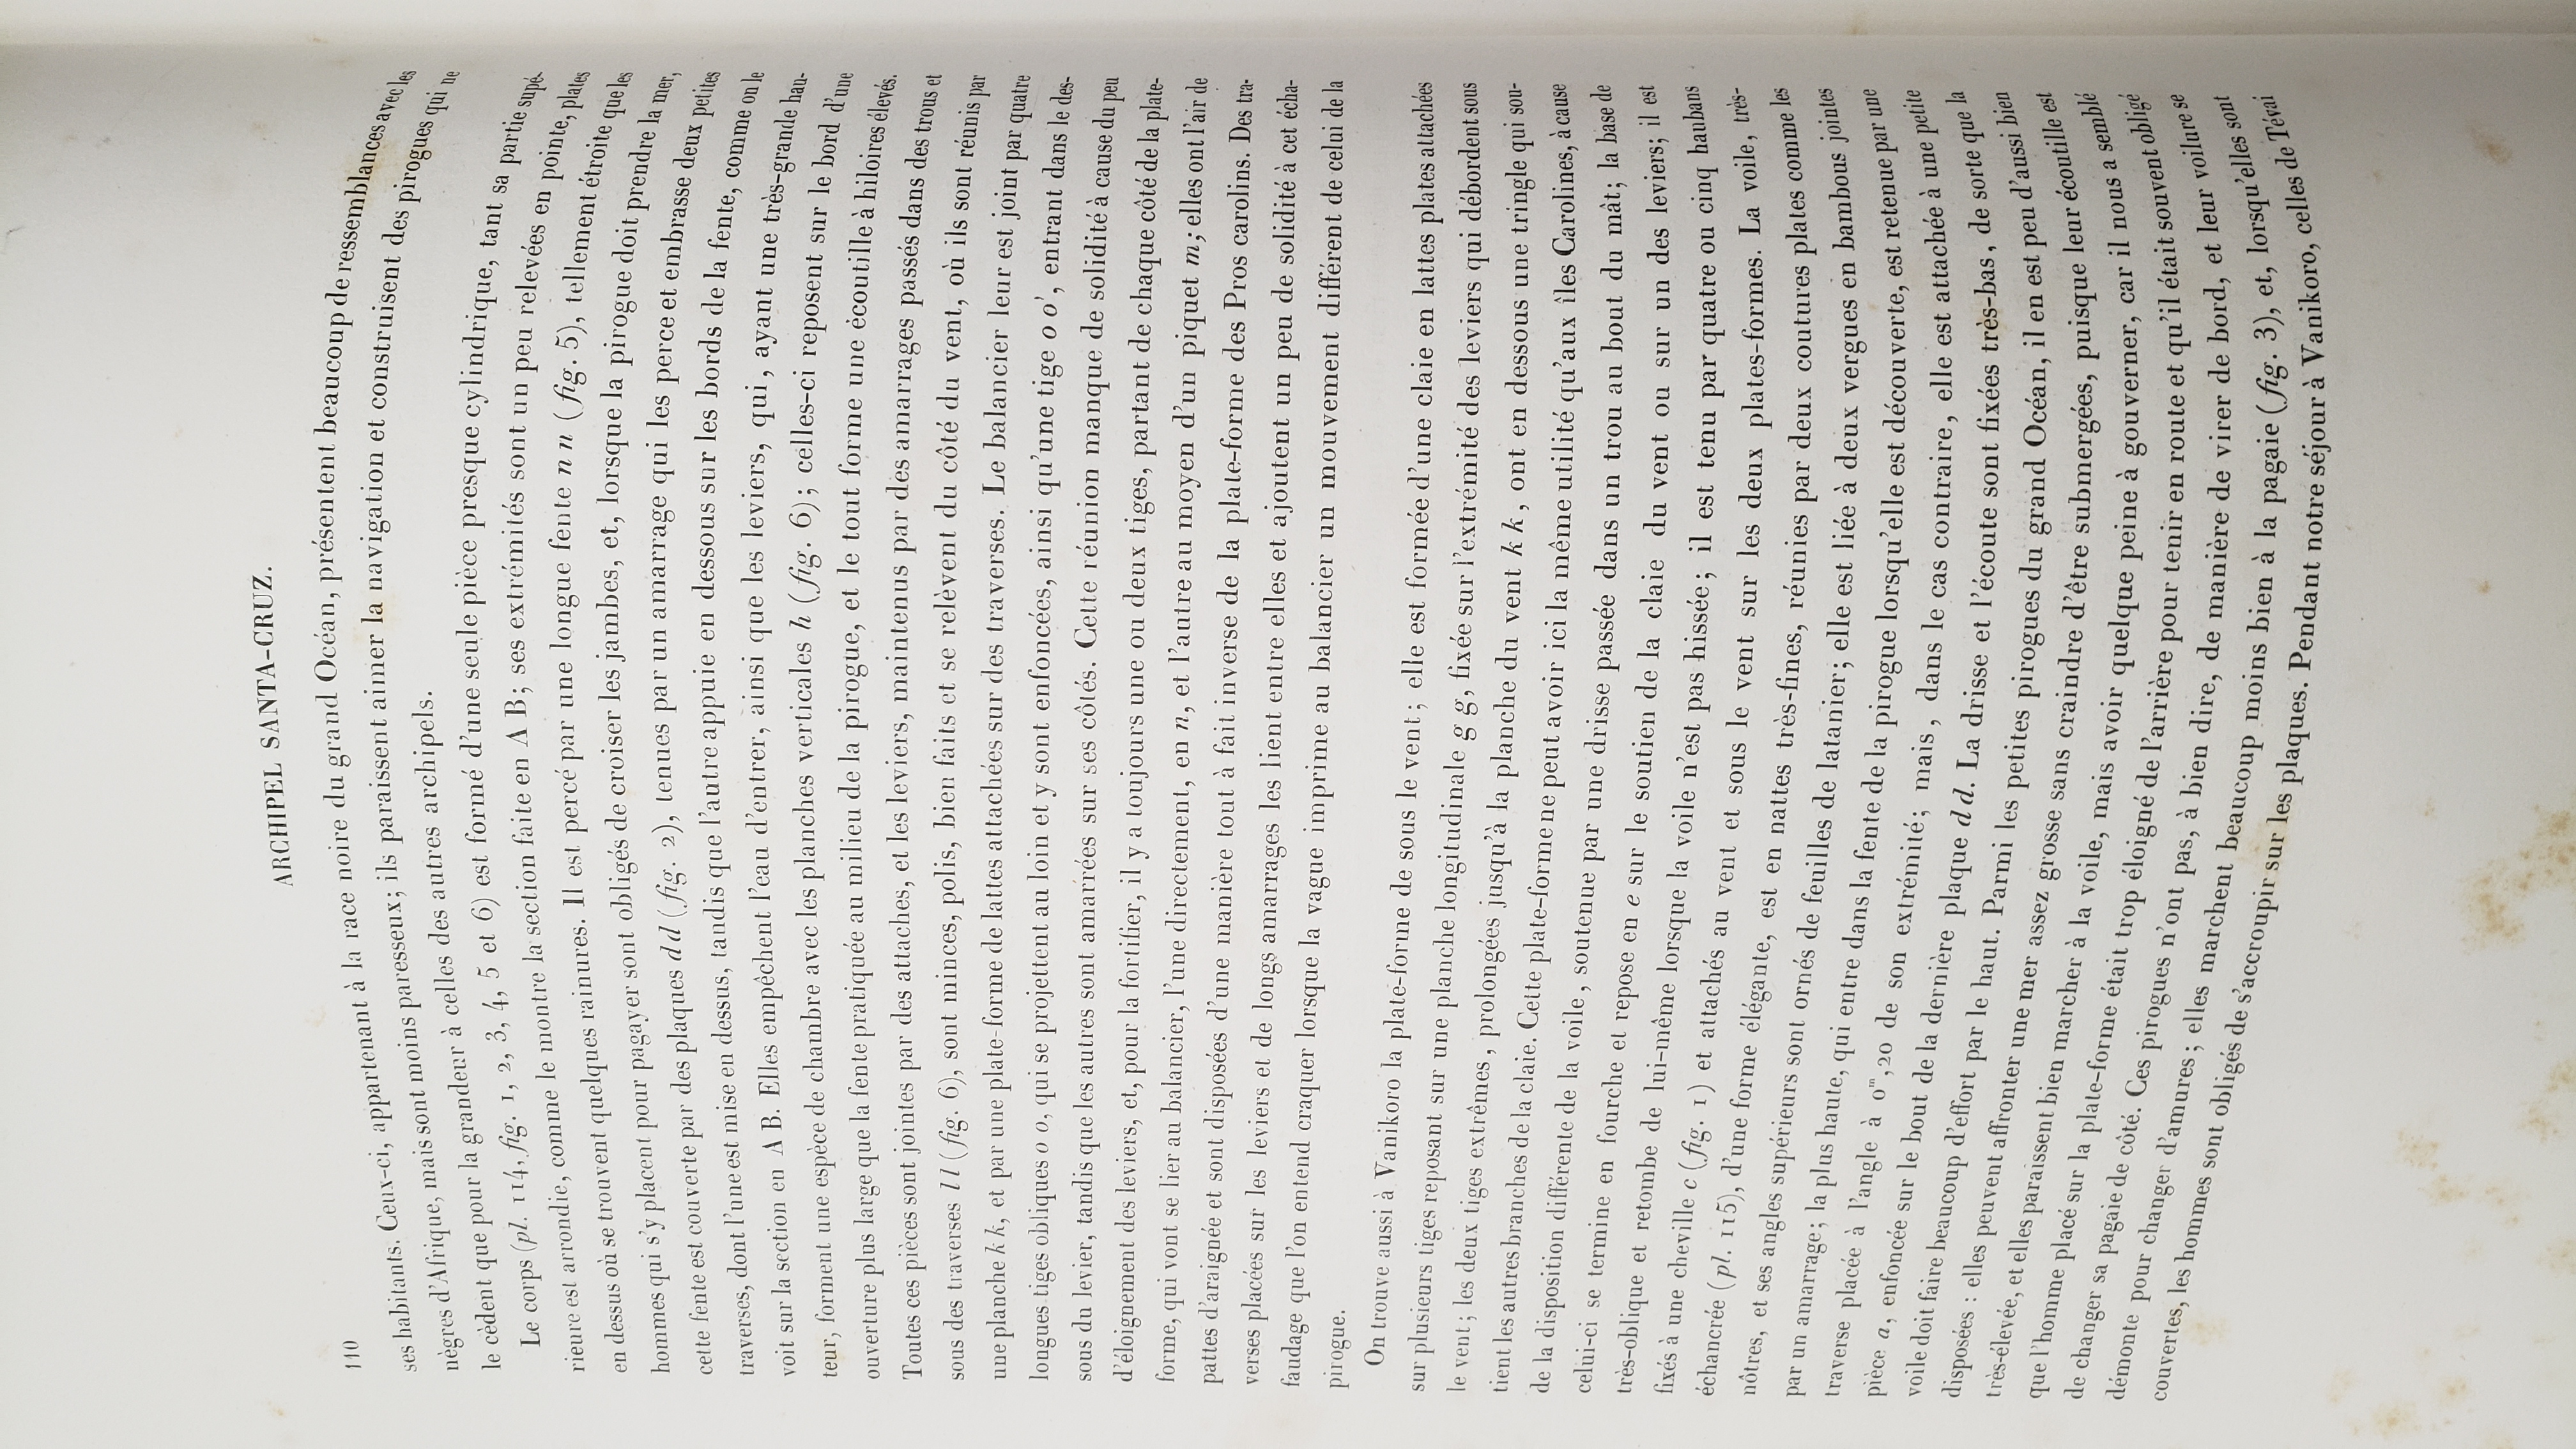 ARCHIPEL SANTA-CRUZ.
110
ses habitants. Ceux-ci, appartenant à la race noire du grand Océan, présentent beaucoup de ressemblances avec les
nègres d'Afrique, mais sont moins paresseux; ils paraissent aimer la navigation et construisent des pirogues qui ne
le cèdent que pour la grandeur à celles des autres archipels.
Le corps (pl. 114, fig. 1, 2, 3, 4, 5 et 6) est formé d'une seule pièce presque cylindrique, tant sa partie supé-
rieure est arrondie, comme le montre la section faite en A B; ses extrémités sont un peu relevées en pointe, plates
en dessus où se trouvent quelques rainures. Il est percé par une longue fente n n (fig. 5), tellement étroite que les
hommes qui s'y placent pour pagayer sont obligés de croiser les jambes, et, lorsque la pirogue doit prendre la mer,
cette fente est couverte par des plaques d d (fig. 2), tenues par un amarrage qui les perce et embrasse deux petites
traverses, dont l'une est mise en dessus, tandis que l'autre appuie en dessous sur les bords de la fente, comme on le
voit sur la section en A B. Elles empêchent l'eau d'entrer, ainsi que les leviers, qui, ayant une très-grande hau-
teur, forment une espèce de chambre avec les planches verticales h (fig. 6); celles-ci reposent sur le bord d'une
ouverture plus large que la fente pratiquée au milieu de la pirogue, et le tout forme une écoutille à hiloires élevés.
Toutes ces pièces sont jointes par des attaches, et les leviers, maintenus par des amarrages passés dans des trous et
sous des traverses l l (fig. 6), sont minces, polis, bien faits et se relèvent du côté du vent, où ils sont réunis par
une planche k k, et par une plate-forme de lattes attachées sur des traverses. Le balancier leur est joint par quatre
longues tiges obliques o o, qui se projettent au loin et y sont enfoncées, ainsi qu'une tige o o', entrant dans le des-
sous du levier, tandis que les autres sont amarrées sur ses côtés. Cette réunion manque de solidité à cause du peu
d'éloignement des leviers, et, pour la fortifier, il y a toujours une ou deux tiges, partant de chaque côté de la plate-
forme, qui vont se lier au balancier, l'une directement, en n, et l'autre au moyen d'un piquet m; elles ont l'air de
pattes d'araignée et sont disposées d'une manière tout à fait inverse de la plate-forme des Pros carolins. Des tra-
verses placées sur les leviers et de longs amarrages les lient entre elles et ajoutent un peu de solidité à cet écha-
faudage que l'on entend craquer lorsque la vague imprime au balancier un mouvement différent de celui de la
pirogue.
On trouve aussi à Vanikoro la plate-forme de sous le vent; elle est formée d'une claie en lattes plates attachées
sur plusieurs tiges reposant sur une planche longitudinale g g, fixée sur l'extrémité des leviers qui débordent sous
le vent; les deux tiges extrêmes, prolongées jusqu'à la planche du vent k k, ont en dessous une tringle qui sou-
tient les autres branches de la claie. Cette plate-forme ne peut avoir ici la même utilité qu'aux îles Carolines, à cause
de la disposition différente de la voile, soutenue par une drisse passée dans un trou au bout du mât; la base de
celui-ci se termine en fourche et repose en e sur le soutien de la claie du vent ou sur un des leviers; il est
très-oblique et retombe de lui-même lorsque la voile n'est pas hissée; il est tenu par quatre ou cinq haubans
fixés à une cheville c (fig. 1) et attachés au vent et sous le vent sur les deux plates-formes. La voile, très-
échancrée (pl. 115), d'une forme élégante, est en nattes très-fines, réunies par deux coutures plates comme les
nôtres, et ses angles supérieurs sont ornés de feuilles de latanier; elle est liée à deux vergues en bambous jointes
par un amarrage; la plus haute, qui entre dans la fente de la pirogue lorsqu'elle est découverte, est retenue par une
traverse placée à l'angle à 0m,20 de son extrémité; mais, dans le cas contraire, elle est attachée à une petite
pièce a, enfoncée sur le bout de la dernière plaque d d. La drisse et l'écoute sont fixées très-bas, de sorte que la
voile doit faire beaucoup d'effort par le haut. Parmi les petites pirogues du grand Océan, il en est peu d'aussi bien
disposées : elles peuvent affronter une mer assez grosse sans craindre d'être submergées, puisque leur écoutille est
très-élevée, et elles paraissent bien marcher à la voile, mais avoir quelque peine à gouverner, car il nous a semblé
que l'homme placé sur la plate-forme était trop éloigné de l'arrière pour tenir en route et qu'il était souvent obligé
de changer sa pagaie de côté. Ces pirogues n'ont pas, à bien dire, de manière de virer de bord, et leur voilure se
démonte pour changer d'amures; elles marchent beaucoup moins bien à la pagaie (fig. 3), et, lorsqu'elles sont
couvertes, les hommes sont obligés de s'accroupir sur les plaques. Pendant notre séjour à Vanikoro, celles de Tévai